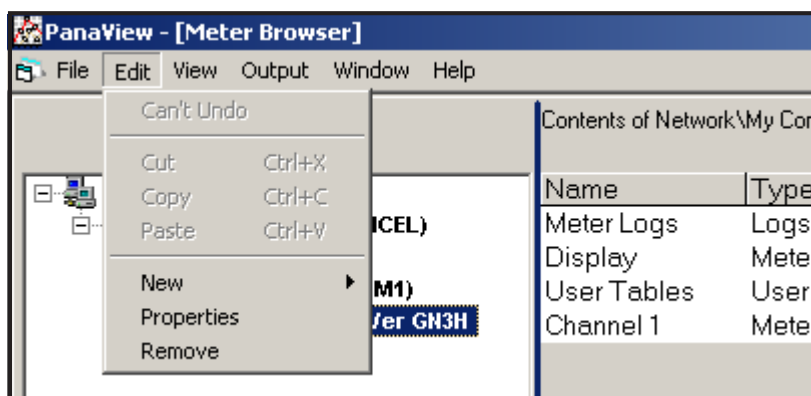 PanaView - [Meter Browser]
File Edit View Output Window Help
Can't Undo
Cut Ctrl+X
Copy Ctrl+C
Paste Ctrl+V
New
Properties
Remove
ICEL)
M1)
Ver GN3H
Contents of Network\My Con
Name Type
Meter Logs Logs
Display Mete
User Tables User
Channel 1 Mete